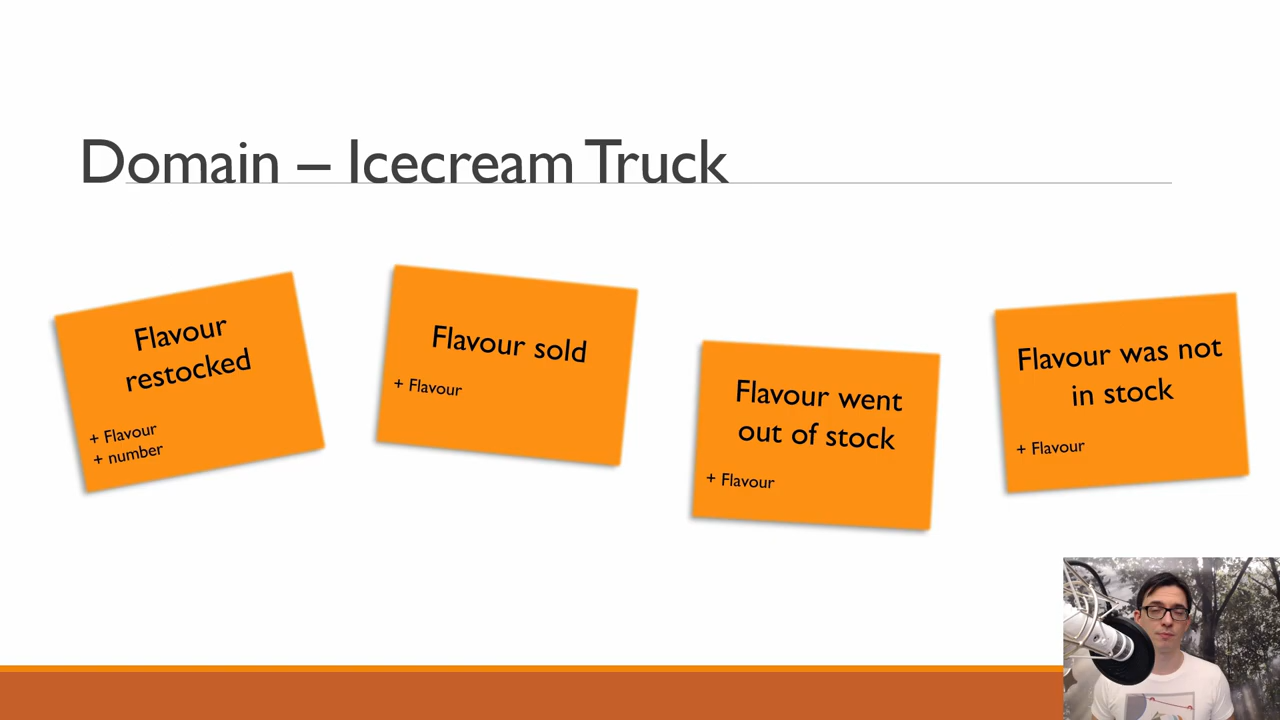 Domain – Icecream Truck
Flavour
restocked
+ Flavour
+ number
Flavour sold
+ Flavour
Flavour went
out of stock
+ Flavour
Flavour was not
in stock
+ Flavour